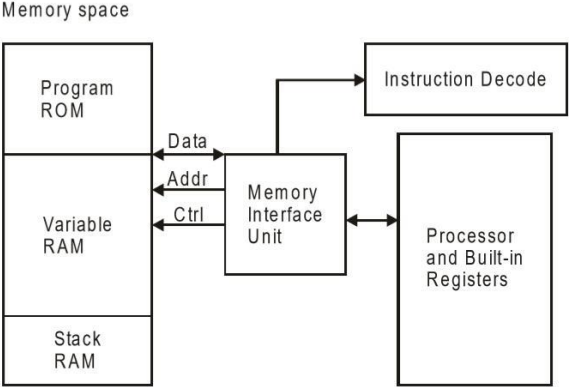 Memory space
Program
ROM
Instruction Decode
Data
Addr
Ctrl
Memory
Interface
Unit
Variable
RAM
Processor
and Built-in
Registers
Stack
RAM